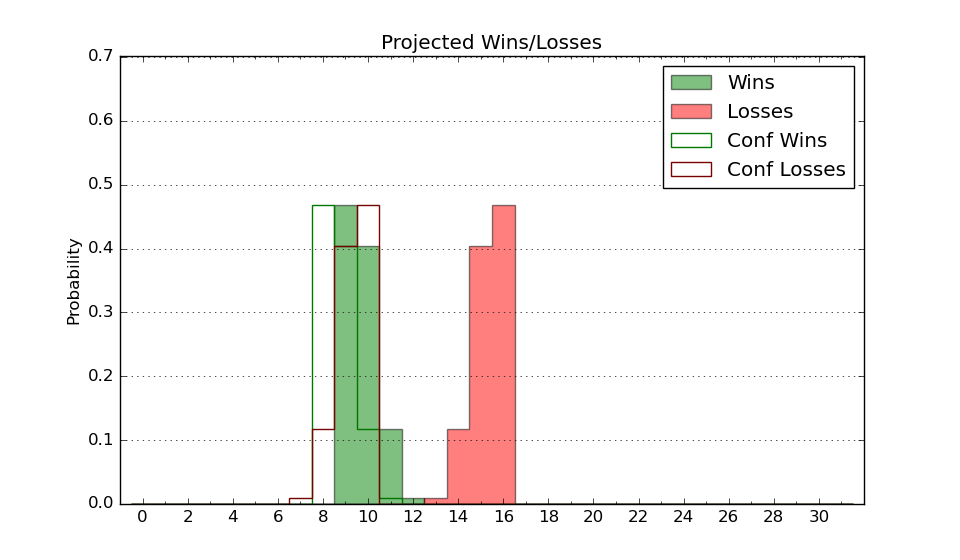 Projected Wins/Losses
0.7
0.6
0.5
0.4
0.3
0.2
0.1
0.0
Probability
Wins
Losses
Conf Wins
Conf Losses
0 2 4 6 8 10 12 14 16 18 20 22 24 26 28 30